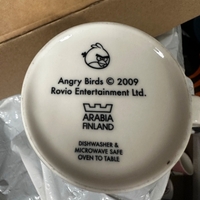 Angry Birds © 2009
Rovio Entertainment Ltd.
ARABIA
FINLAND
DISHWASHER &
MICROWAVE SAFE
OVEN TO TABLE